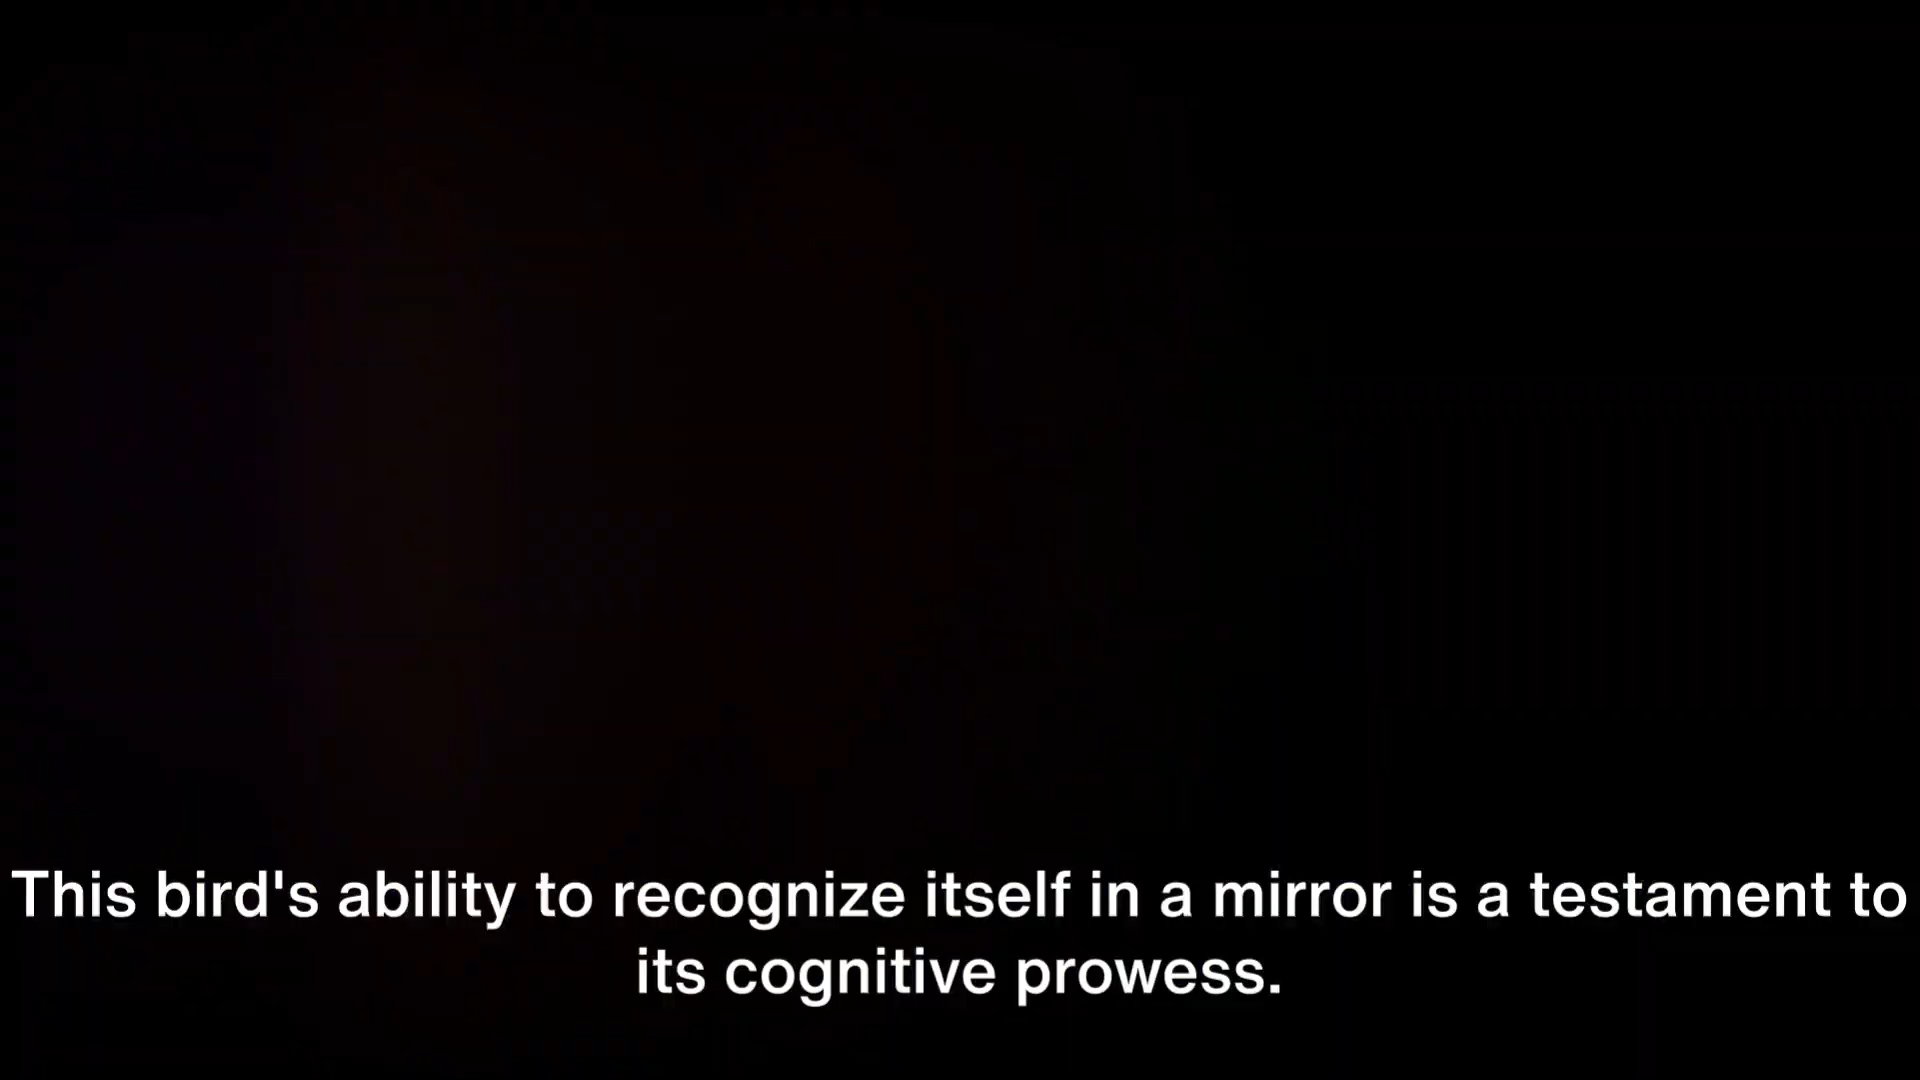 This bird's ability to recognize itself in a mirror is a testament to
its cognitive prowess.